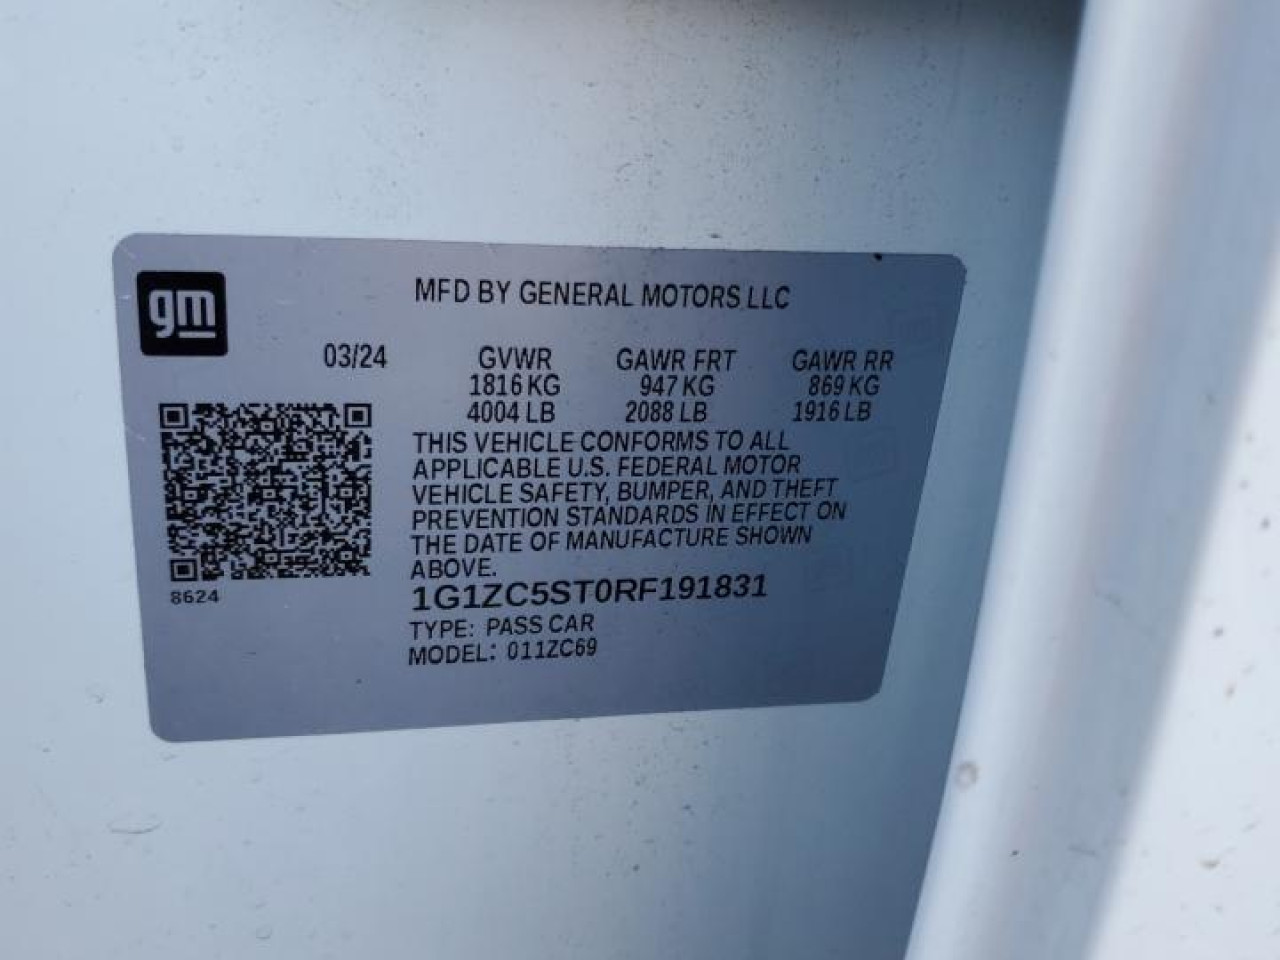 gm
MFD BY GENERAL MOTORS LLC
03/24 GVWR GAWR FRT GAWR RR
1816 KG 947 KG 869 KG
4004 LB 2088 LB 1916 LB
THIS VEHICLE CONFORMS TO ALL
APPLICABLE U.S. FEDERAL MOTOR
VEHICLE SAFETY, BUMPER, AND THEFT
PREVENTION STANDARDS IN EFFECT ON
THE DATE OF MANUFACTURE SHOWN
ABOVE.
8624
1G1ZC5ST0RF191831
TYPE: PASS CAR
MODEL: 011ZC69